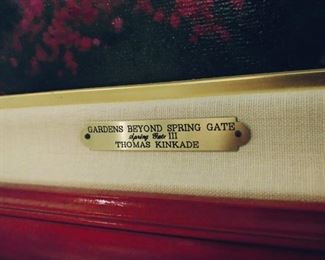 GARDENS BEYOND SPRING GATE
Spring Gate III
THOMAS KINKADE